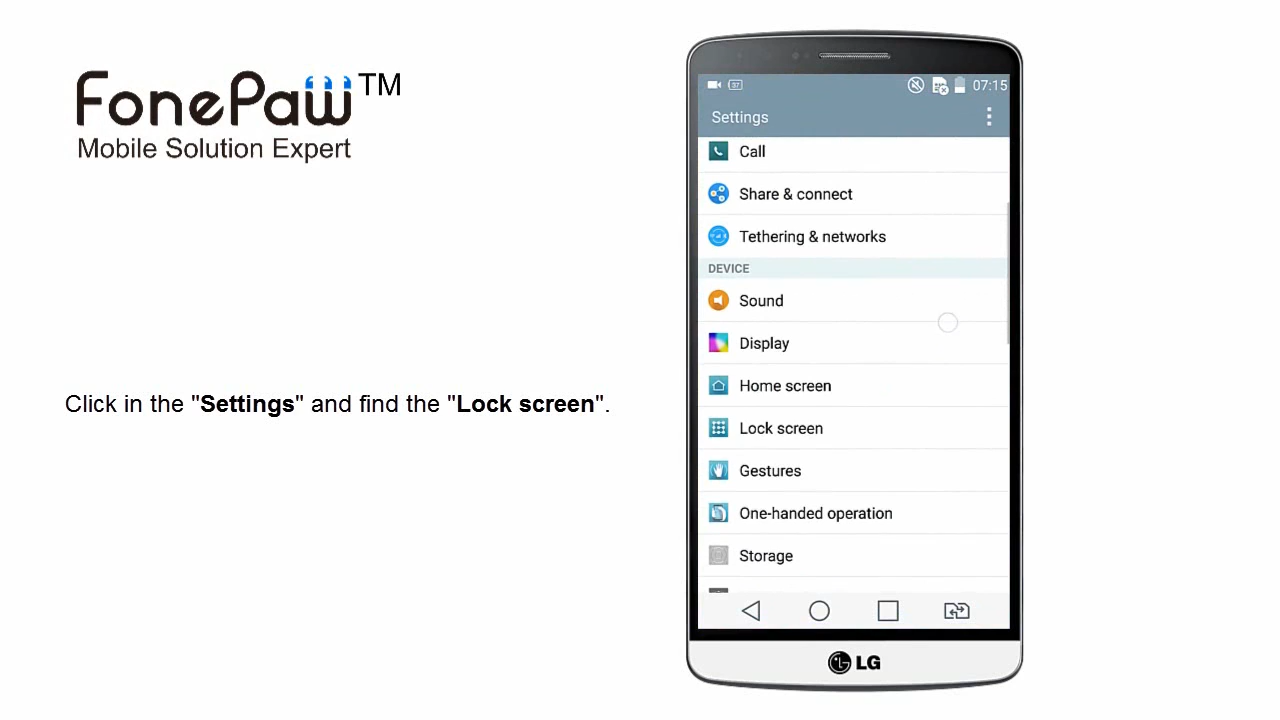 FonePaw™
Mobile Solution Expert
Click in the "Settings" and find the "Lock screen".
07:15
Settings
Call
Share & connect
Tethering & networks
DEVICE
Sound
Display
Home screen
Lock screen
Gestures
One-handed operation
Storage
LG